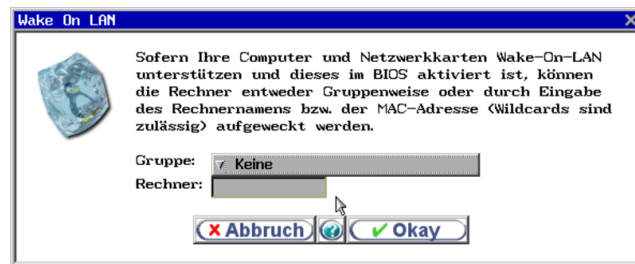 Wake On LAN
Sofern Ihre Computer und Netzwerkkarten Wake-On-LAN
unterstützen und dieses im BIOS aktiviert ist, können
die Rechner entweder Gruppenweise oder durch Eingabe
des Rechnernamens bzw. der MAC-Adresse (Wildcards sind
zulässig) aufgeweckt werden.
Gruppe: Keine
Rechner:
Abbruch ? Okay